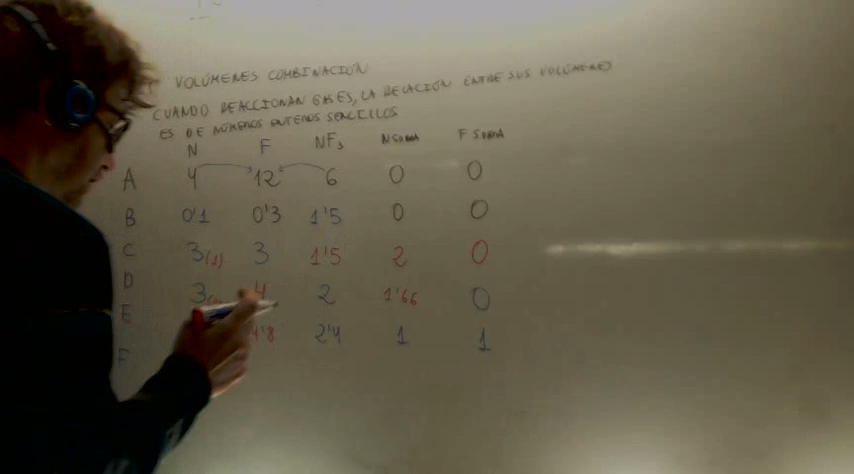 VOLÚMENES COMBINACIÓN
CUANDO REACCIONAN GASES, LA RELACIÓN ENTRE SUS VOLÚMENES
ES DE NÚMEROS ENTEROS SENCILLOS
N F NF3 N SOBRA F SOBRA
A 4 12 6 0 0
B 0'1 0'3 1'5 0 0
C 3(1) 3 1'5 2 0
D 3 4 2 1'66 0
E 4'8 2'4 1 1
F